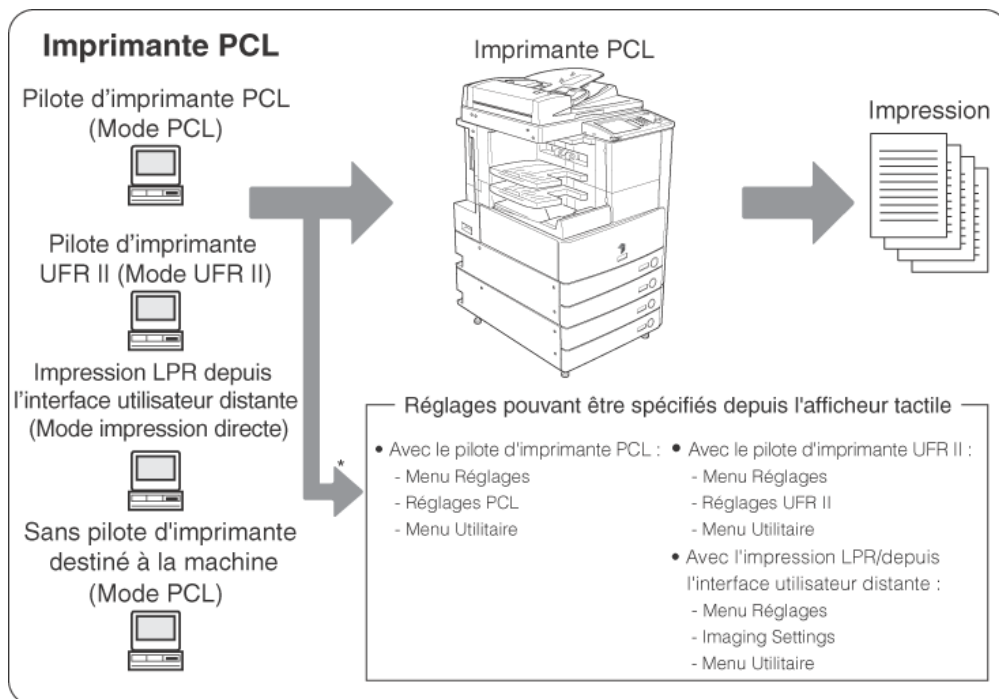 Imprimante PCL
Pilote d'imprimante PCL
(Mode PCL)
Pilote d'imprimante
UFR II (Mode UFR II)
Impression LPR depuis
l'interface utilisateur distante
(Mode impression directe)
Sans pilote d'imprimante
destiné à la machine
(Mode PCL)
Imprimante PCL
Impression
*
Réglages pouvant être spécifiés depuis l'afficheur tactile
• Avec le pilote d'imprimante PCL :
- Menu Réglages
- Réglages PCL
- Menu Utilitaire
• Avec le pilote d'imprimante UFR II :
- Menu Réglages
- Réglages UFR II
- Menu Utilitaire
• Avec l'impression LPR/depuis
l'interface utilisateur distante :
- Menu Réglages
- Imaging Settings
- Menu Utilitaire